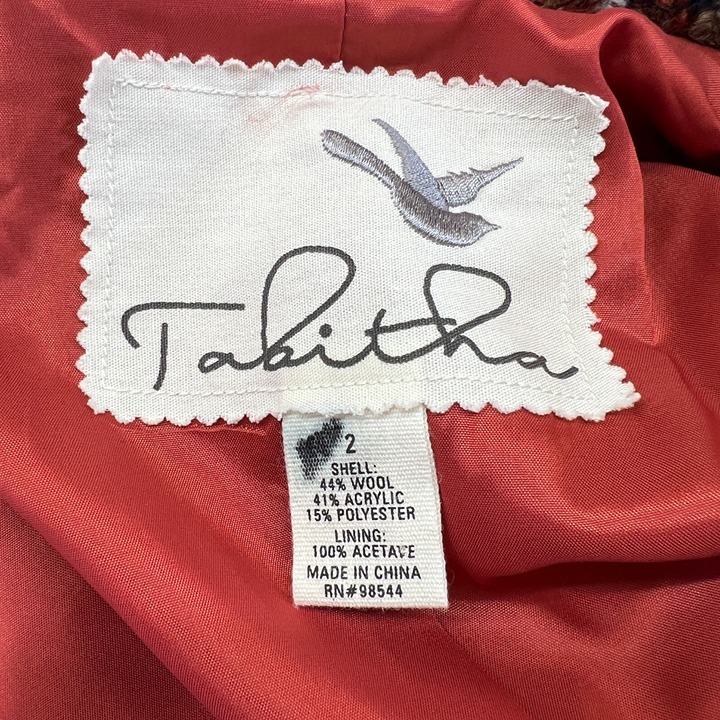 Tabitha
2
SHELL:
44% WOOL
41% ACRYLIC
15% POLYESTER
LINING:
100% ACETATE
MADE IN CHINA
RN#98544